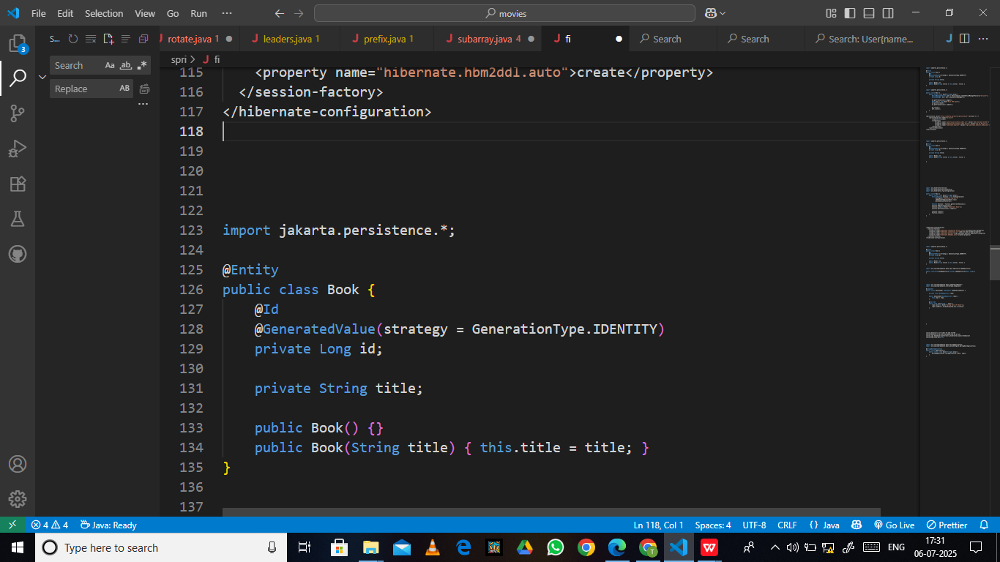 File Edit Selection View Go Run ··· movies
S... rotate.java 1 leaders.java 1 prefix.java 1 subarray.java 4 fi Search Search Search: User{name...
3
Search Aa ab
Replace AB
spri > fi
115 <property name="hibernate.hbm2ddl.auto">create</property>
116 </session-factory>
117 </hibernate-configuration>
118
119
120
121
122
123 import jakarta.persistence.*;
124
125 @Entity
126 public class Book {
127 @Id
128 @GeneratedValue(strategy = GenerationType.IDENTITY)
129 private Long id;
130
131 private String title;
132
133 public Book() {}
134 public Book(String title) { this.title = title; }
135 }
136
137
4 4 Java: Ready Ln 118, Col 1 Spaces: 4 UTF-8 CRLF {} Java Go Live Prettier
Type here to search ENG 17:31
06-07-2025